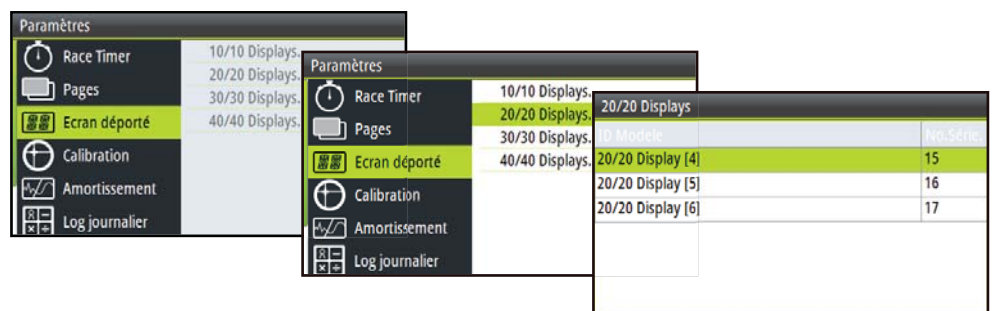 Paramètres
Race Timer
Pages
Ecran déporté
Calibration
Amortissement
Log journalier
10/10 Displays.
20/20 Displays.
30/30 Displays.
40/40 Displays.
Paramètres
Race Timer
Pages
Ecran déporté
Calibration
Amortissement
Log journalier
10/10 Displays.
20/20 Displays.
30/30 Displays.
40/40 Displays.
20/20 Displays
ID Modele No.Série.
20/20 Display [4] 15
20/20 Display [5] 16
20/20 Display [6] 17